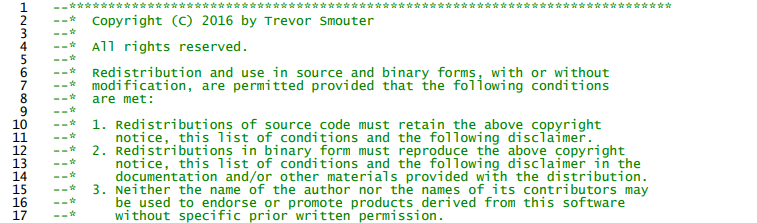 1 --******************************************************************************
2 --*  Copyright (C) 2016 by Trevor Smouter
3 --*
4 --*  All rights reserved.
5 --*
6 --*  Redistribution and use in source and binary forms, with or without
7 --*  modification, are permitted provided that the following conditions
8 --*  are met:
9 --*
10 --*  1. Redistributions of source code must retain the above copyright
11 --*     notice, this list of conditions and the following disclaimer.
12 --*  2. Redistributions in binary form must reproduce the above copyright
13 --*     notice, this list of conditions and the following disclaimer in the
14 --*     documentation and/or other materials provided with the distribution.
15 --*  3. Neither the name of the author nor the names of its contributors may
16 --*     be used to endorse or promote products derived from this software
17 --*     without specific prior written permission.